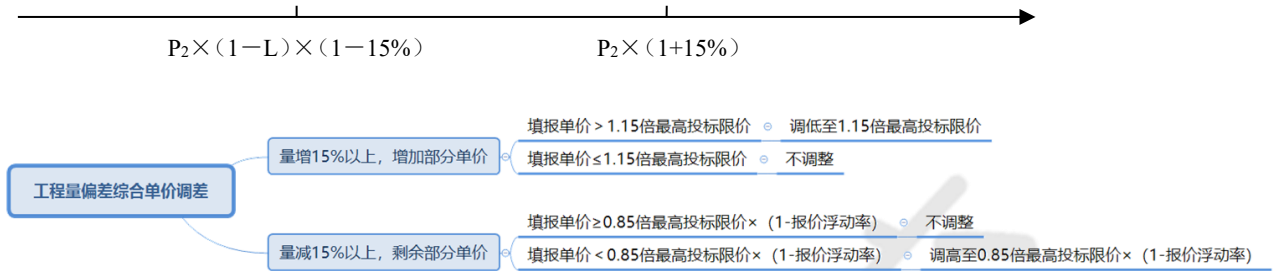 P₂×（1－L）×（1－15%） P₂×（1+15%）
填报单价＞1.15倍最高投标限价 调低至1.15倍最高投标限价
量增15%以上，增加部分单价
填报单价≤1.15倍最高投标限价 不调整
工程量偏差综合单价调差
填报单价≥0.85倍最高投标限价×（1-报价浮动率） 不调整
量减15%以上，剩余部分单价
填报单价＜0.85倍最高投标限价×（1-报价浮动率） 调高至0.85倍最高投标限价×（1-报价浮动率）